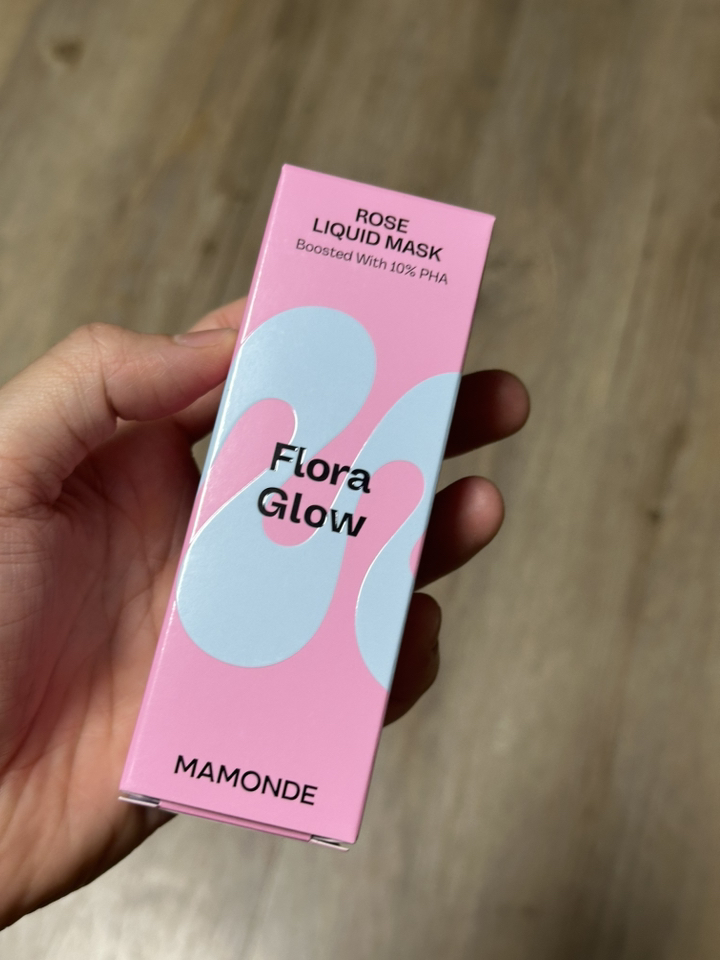 ROSE
LIQUID MASK
Boosted With 10% PHA
Flora
Glow
MAMONDE